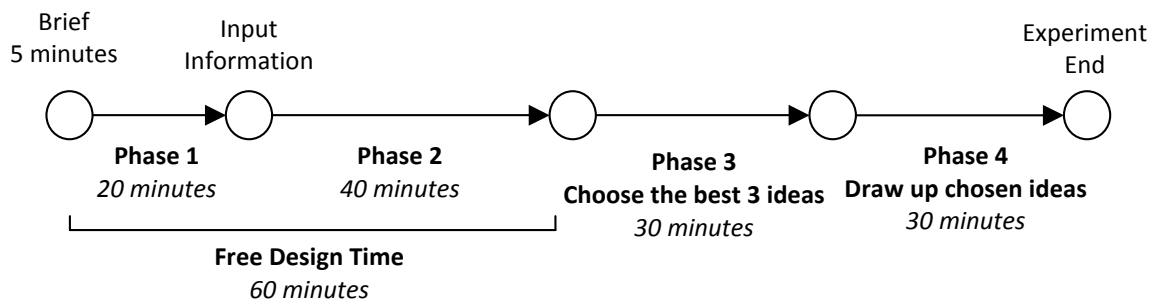 Brief
5 minutes
Input
Information
Experiment
End
Phase 1
20 minutes
Phase 2
40 minutes
Phase 3
Choose the best 3 ideas
30 minutes
Phase 4
Draw up chosen ideas
30 minutes
Free Design Time
60 minutes